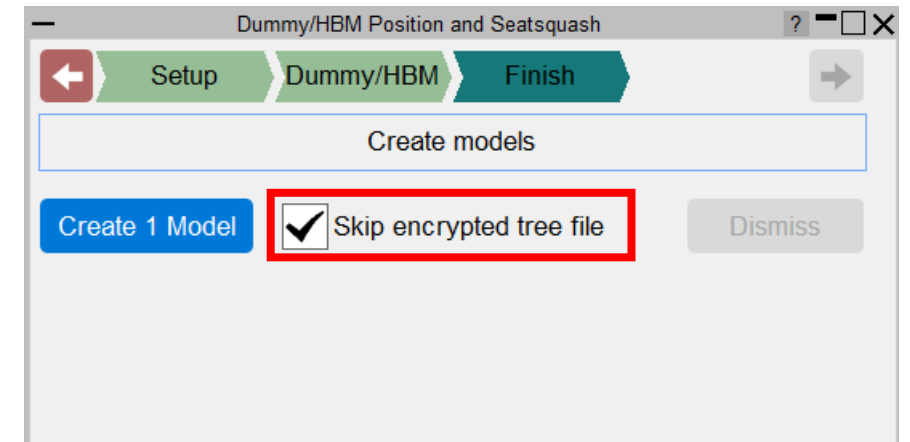 Dummy/HBM Position and Seatsquash ?
Setup Dummy/HBM Finish
Create models
Create 1 Model Skip encrypted tree file Dismiss